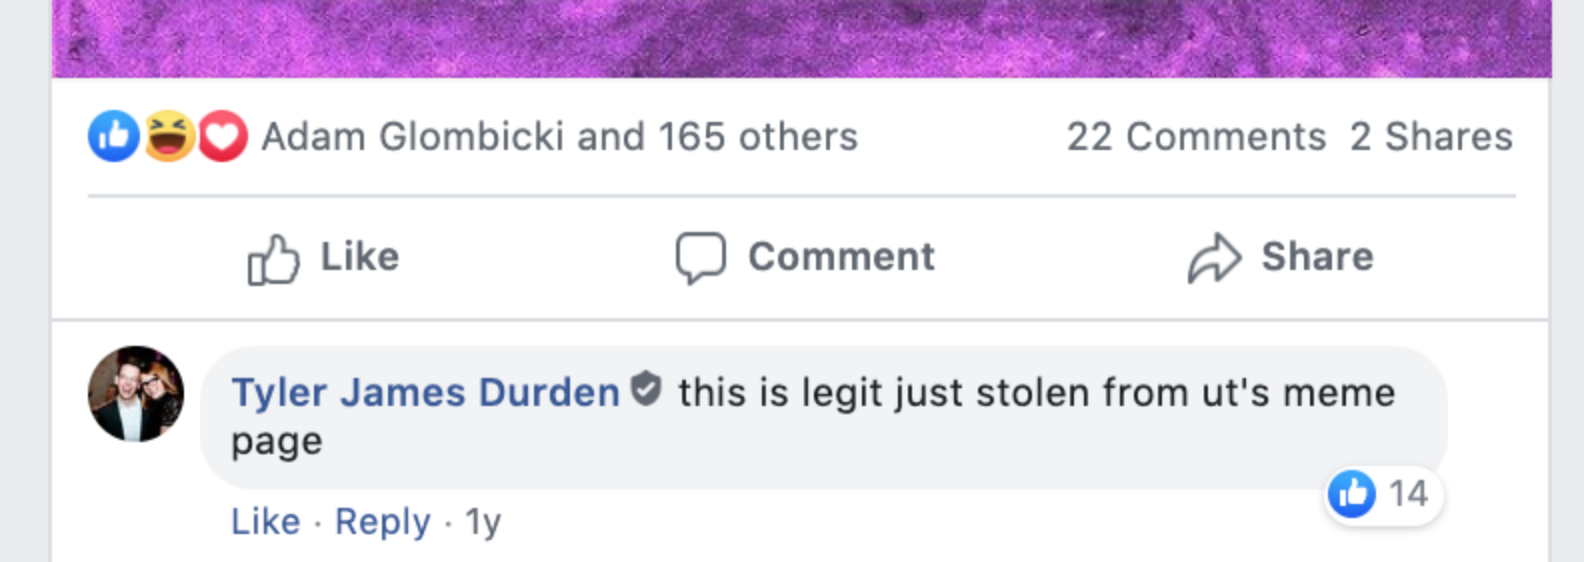 Adam Glombicki and 165 others 22 Comments 2 Shares
Like Comment Share
Tyler James Durden this is legit just stolen from ut's meme
page
14
Like · Reply · 1y